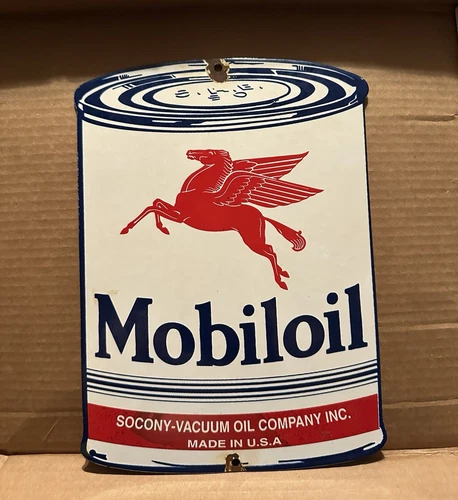 Mobiloil
SOCONY-VACUUM OIL COMPANY INC.
MADE IN U.S.A